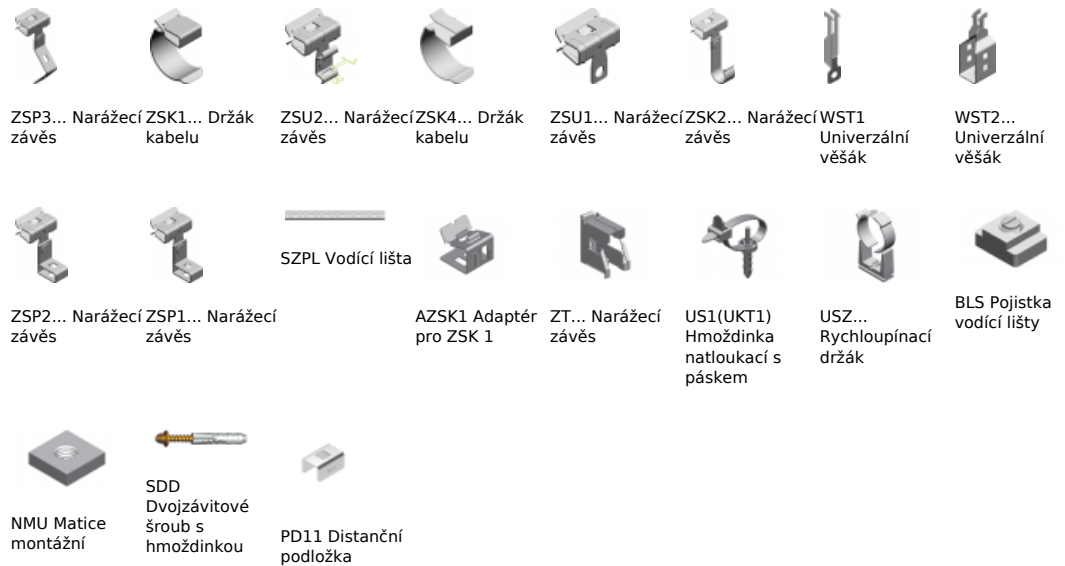 ZSP3... Narážecí
závěs
ZSK1... Držák
kabelu
ZSU2... Narážecí
závěs
ZSK4... Držák
kabelu
ZSU1... Narážecí
závěs
ZSK2... Narážecí
závěs
WST1
Univerzální
věšák
WST2...
Univerzální
věšák
ZSP2... Narážecí
závěs
ZSP1... Narážecí
závěs
SZPL Vodící lišta
AZSK1 Adaptér
pro ZSK 1
ZT... Narážecí
závěs
US1(UKT1)
Hmoždinka
natloukací s
páskem
USZ...
Rychloupínací
držák
BLS Pojistka
vodící lišty
NMU Matice
montážní
SDD
Dvojzávitové
šroub s
hmoždinkou
PD11 Distanční
podložka